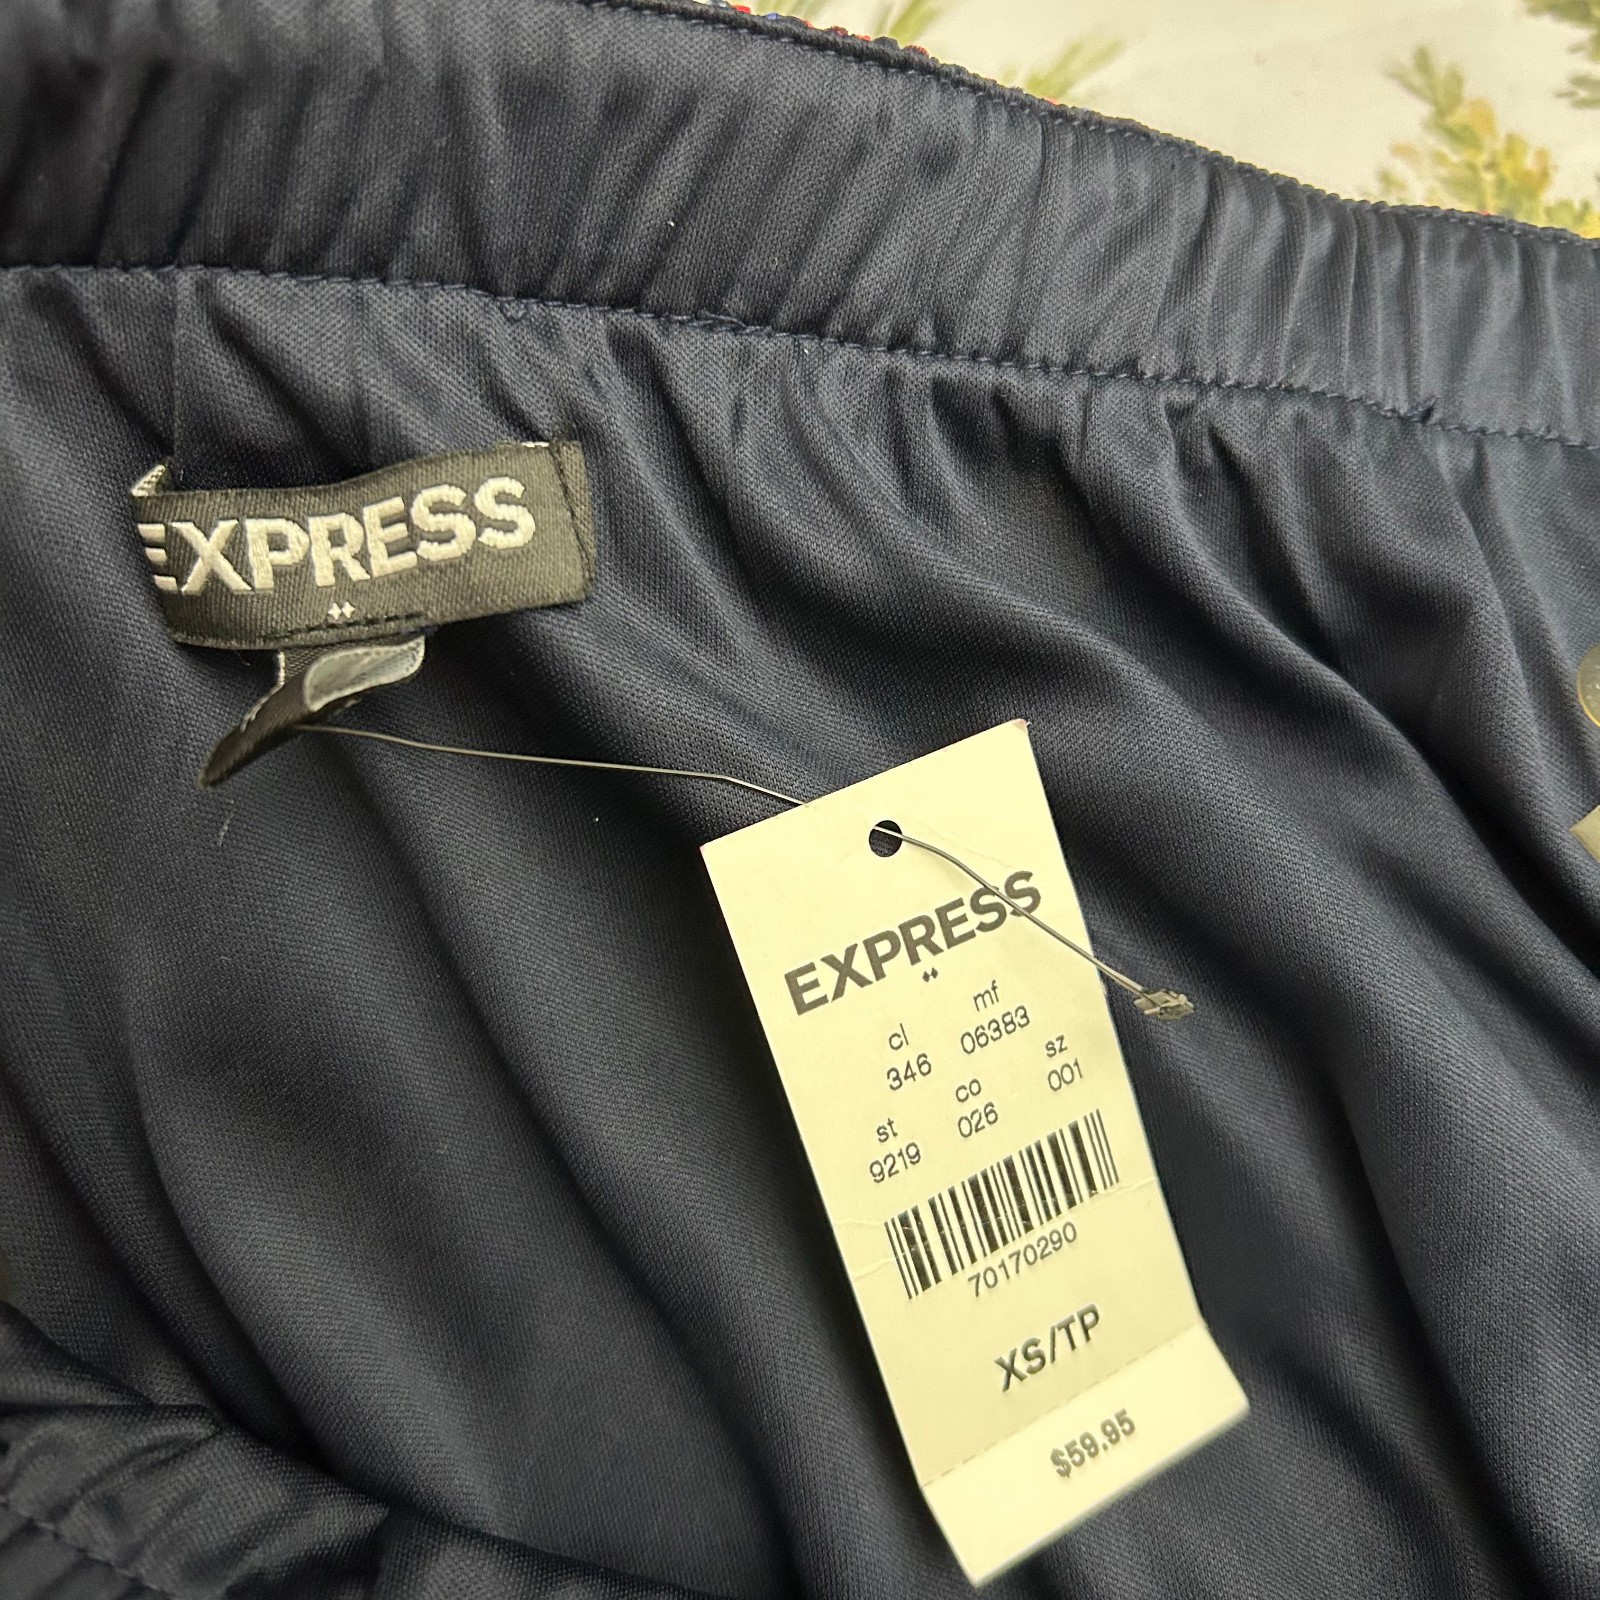 EXPRESS
EXPRESS
cl mf
346 06383
st co sz
9219 026 001
70170290
XS/TP
$59.95